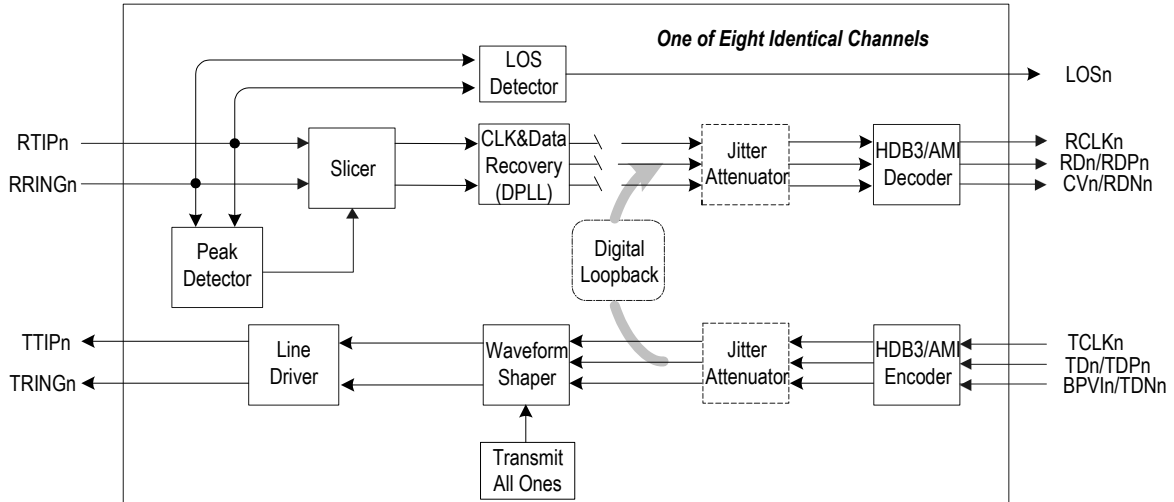 One of Eight Identical Channels
LOS
Detector
LOSn
RTIPn
RRINGn
Slicer
CLK&Data
Recovery
(DPLL)
Jitter
Attenuator
HDB3/AMI
Decoder
RCLKn
RDn/RDPn
CVn/RDNn
Peak
Detector
Digital
Loopback
TTIPn
TRINGn
Line
Driver
Waveform
Shaper
Jitter
Attenuator
HDB3/AMI
Encoder
TCLKn
TDn/TDPn
BPVIn/TDNn
Transmit
All Ones